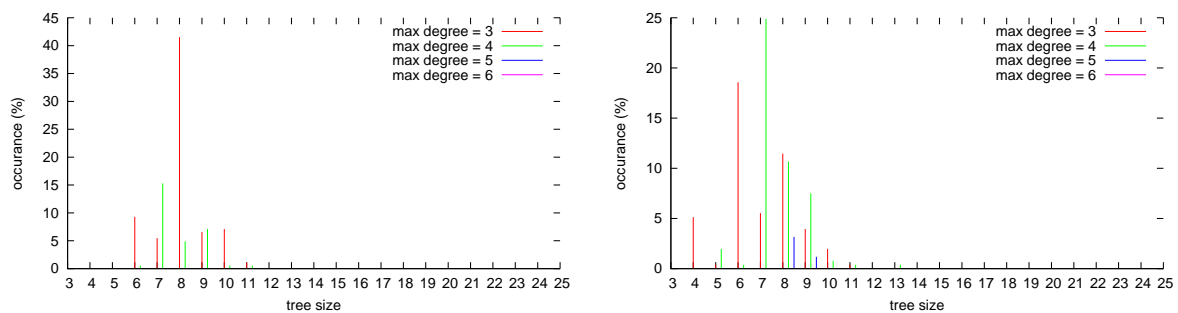 45
40
35
30
25
20
15
10
5
0
occurance (%)
3 4 5 6 7 8 9 10 11 12 13 14 15 16 17 18 19 20 21 22 23 24 25
tree size
max degree = 3
max degree = 4
max degree = 5
max degree = 6
25
20
15
10
5
0
occurance (%)
3 4 5 6 7 8 9 10 11 12 13 14 15 16 17 18 19 20 21 22 23 24 25
tree size
max degree = 3
max degree = 4
max degree = 5
max degree = 6